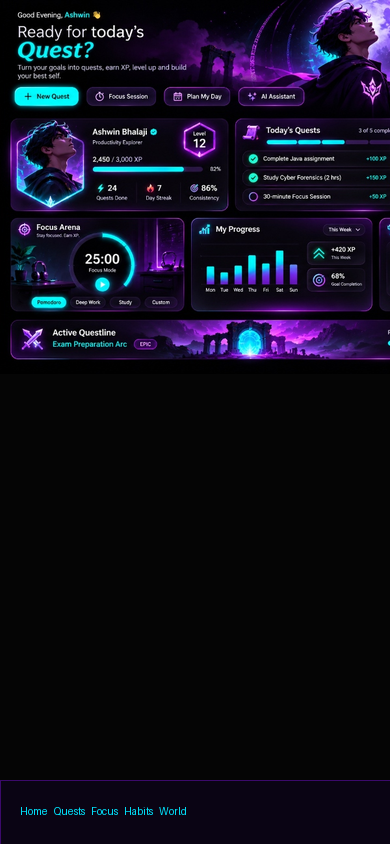 Good Evening, Ashwin 👋
Ready for today's
Quest?
Turn your goals into quests, earn XP, level up and build
your best self.
+ New Quest
Focus Session
Plan My Day
AI Assistant
Ashwin Bhalaji
Productivity Explorer
Level
12
2,450 / 3,000 XP
82%
24
Quests Done
7
Day Streak
86%
Consistency
Today's Quests
3 of 5 comple
Complete Java assignment
+100 XP
Study Cyber Forensics (2 hrs)
+150 XP
30-minute Focus Session
+50 XP
Focus Arena
Stay focused. Earn XP.
25:00
Focus Mode
Pomodoro
Deep Work
Study
Custom
My Progress
This Week
Mon Tue Wed Thu Fri Sat Sun
+420 XP
This Week
68%
Goal Completion
Active Questline
Exam Preparation Arc
EPIC
Home Quests Focus Habits World